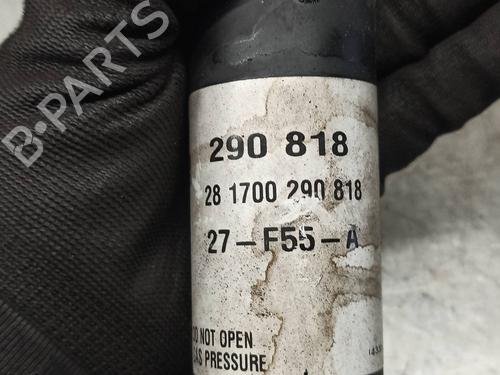 B-PARTS
290 818
28 1700 290 818
27-F55-A
DO NOT OPEN
GAS PRESSURE